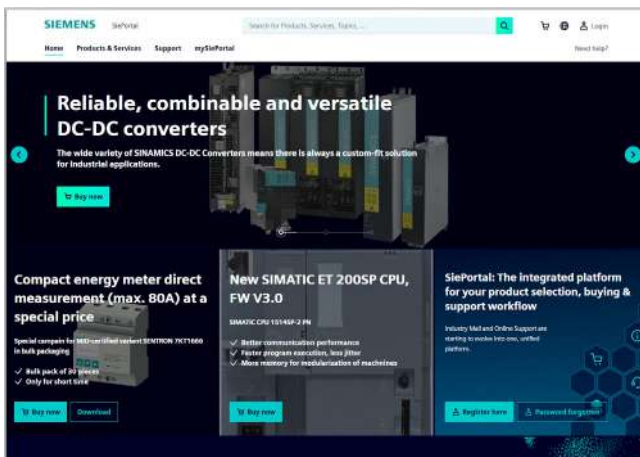 SIEMENS SiePortal
Search for Products, Services, Topics, ...
Login
Home Products & Services Support mySiePortal
Need help?
Reliable, combinable and versatile
DC-DC converters
The wide variety of SINAMICS DC-DC Converters means there is always a custom-fit solution
for industrial applications.
Buy now
Compact energy meter direct
measurement (max. 80A) at a
special price
Special campain for MID-certified variant SENTRON 7KT1666
in bulk packaging
Bulk pack of 30 pieces
Only for short time
Buy now Download
New SIMATIC ET 200SP CPU,
FW V3.0
SIMATIC CPU 1514SP-2 PN
Better communication performance
Faster program execution, less jitter
More memory for modularization of machines
Buy now
SiePortal: The integrated platform
for your product selection, buying &
support workflow
Industry Mall and Online Support are
starting to evolve into one, unified
platform.
Register here Password forgotten